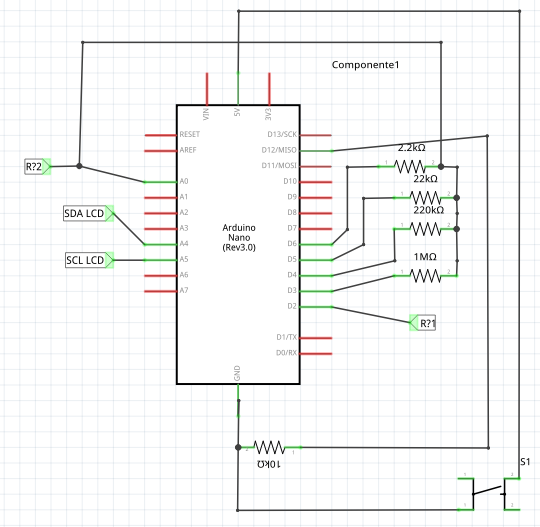 Componente1
VIN
5V
3V3
RESET
AREF
A0
A1
A2
A3
A4
A5
A6
A7
D13/SCK
D12/MISO
D11/MOSI
D10
D9
D8
D7
D6
D5
D4
D3
D2
D1/TX
D0/RX
GND
Arduino
Nano
(Rev3.0)
R?2
SDA LCD
SCL LCD
2.2kΩ
22kΩ
220kΩ
1MΩ
R?1
10kΩ
S1